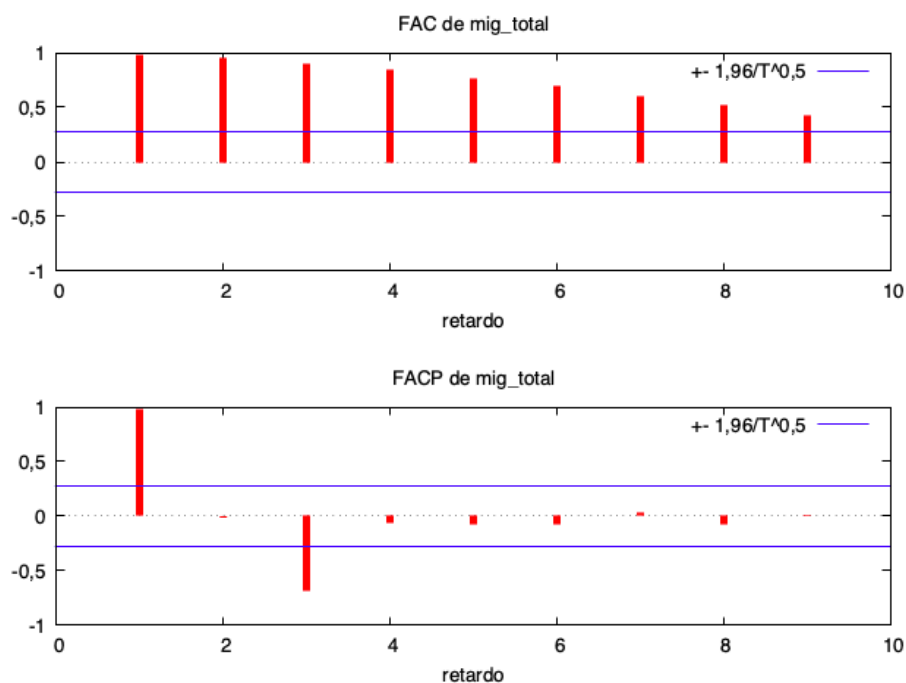 FAC de mig_total
1
+- 1,96/T^0,5
0,5
0
-0,5
-1
0 2 4 6 8 10
retardo
FACP de mig_total
1
+- 1,96/T^0,5
0,5
0
-0,5
-1
0 2 4 6 8 10
retardo